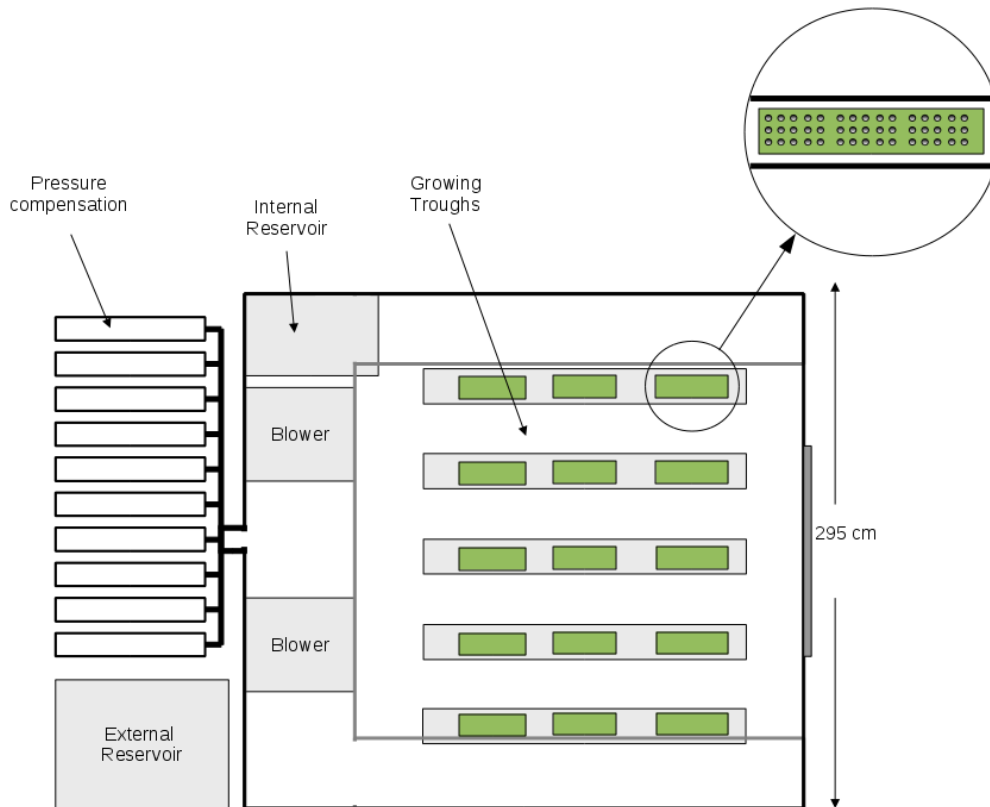 Pressure
compensation
Internal
Reservoir
Growing
Troughs
Blower
295 cm
Blower
External
Reservoir